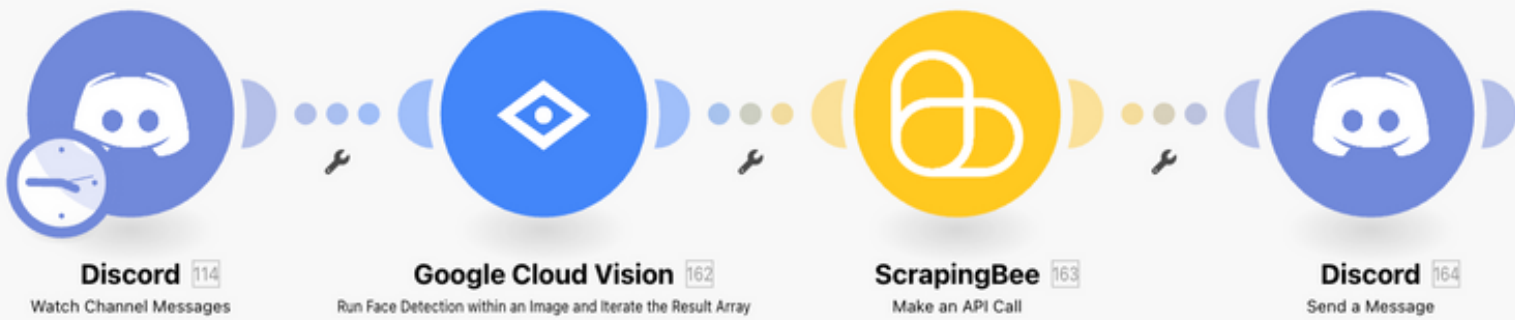 Discord 114
Google Cloud Vision 162
ScrapingBee 163
Discord 164
Watch Channel Messages
Run Face Detection within an Image and Iterate the Result Array
Make an API Call
Send a Message